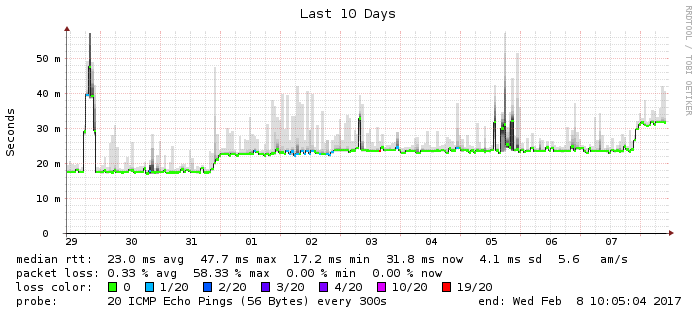 Last 10 Days
RRDTOOL / TOBI OETIKER
Seconds
50 m
40 m
30 m
20 m
10 m
0
29 30 31 01 02 03 04 05 06 07
median rtt: 23.0 ms avg 47.7 ms max 17.2 ms min 31.8 ms now 4.1 ms sd 5.6 am/s
packet loss: 0.33 % avg 58.33 % max 0.00 % min 0.00 % now
loss color: 0 1/20 2/20 3/20 4/20 10/20 19/20
probe: 20 ICMP Echo Pings (56 Bytes) every 300s end: Wed Feb 8 10:05:04 2017